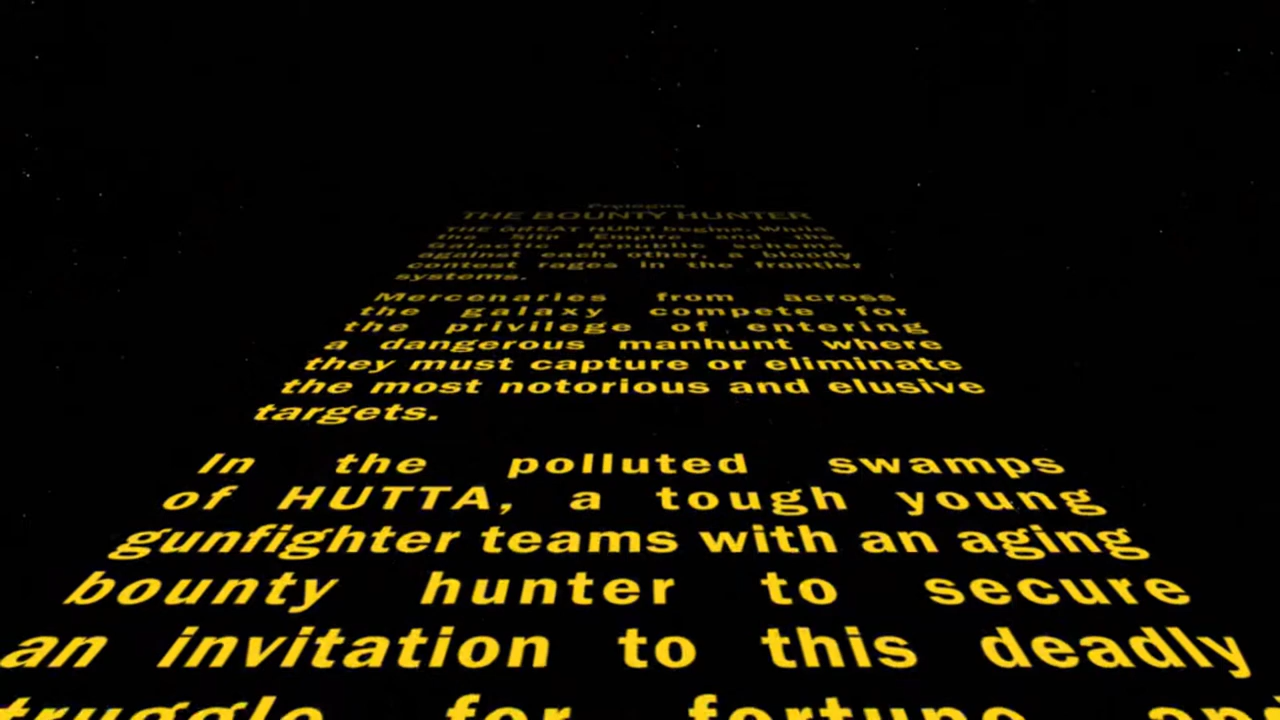 Prologue
THE BOUNTY HUNTER
THE GREAT HUNT begins. While
the Sith Empire and the
Galactic Republic scheme
against each other, a bloody
contest rages in the frontier
systems.
Mercenaries from across
the galaxy compete for
the privilege of entering
a dangerous manhunt where
they must capture or eliminate
the most notorious and elusive
targets.
In the polluted swamps
of HUTTA, a tough young
gunfighter teams with an aging
bounty hunter to secure
an invitation to this deadly
struggle for fortune